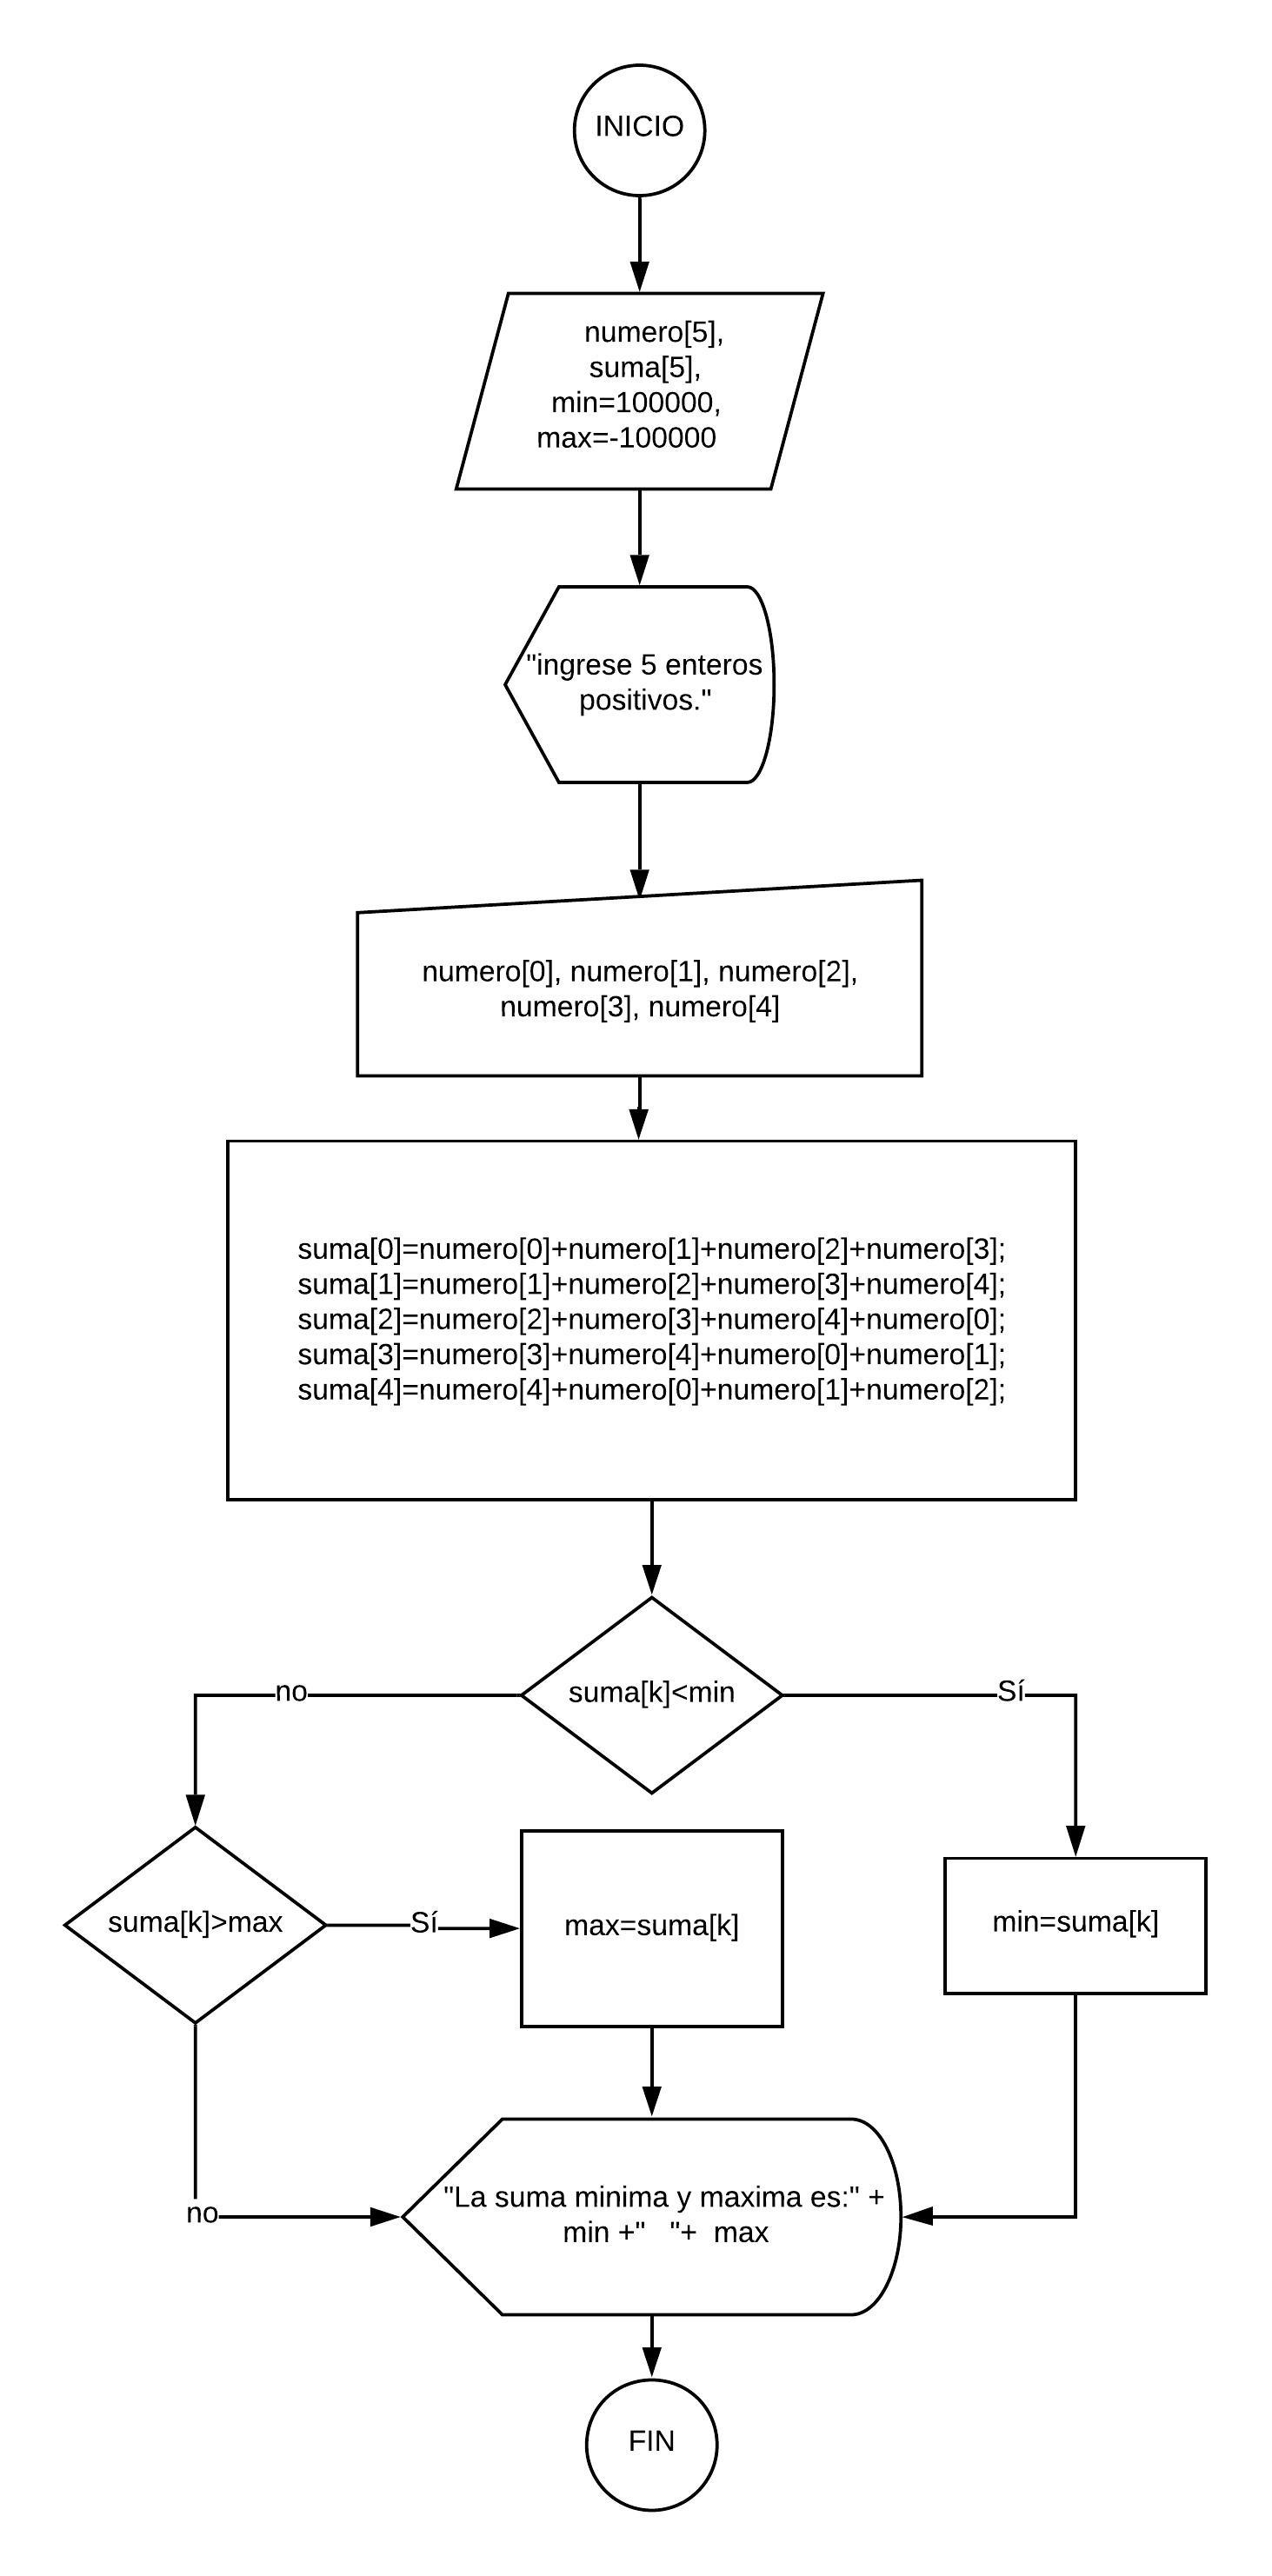 INICIO
numero[5],
suma[5],
min=100000,
max=-100000
"ingrese 5 enteros
positivos."
numero[0], numero[1], numero[2],
numero[3], numero[4]
suma[0]=numero[0]+numero[1]+numero[2]+numero[3];
suma[1]=numero[1]+numero[2]+numero[3]+numero[4];
suma[2]=numero[2]+numero[3]+numero[4]+numero[0];
suma[3]=numero[3]+numero[4]+numero[0]+numero[1];
suma[4]=numero[4]+numero[0]+numero[1]+numero[2];
suma[k]<min
no
Sí
suma[k]>max
Sí
max=suma[k]
min=suma[k]
no
"La suma minima y maxima es:" +
min +"   "+  max
FIN